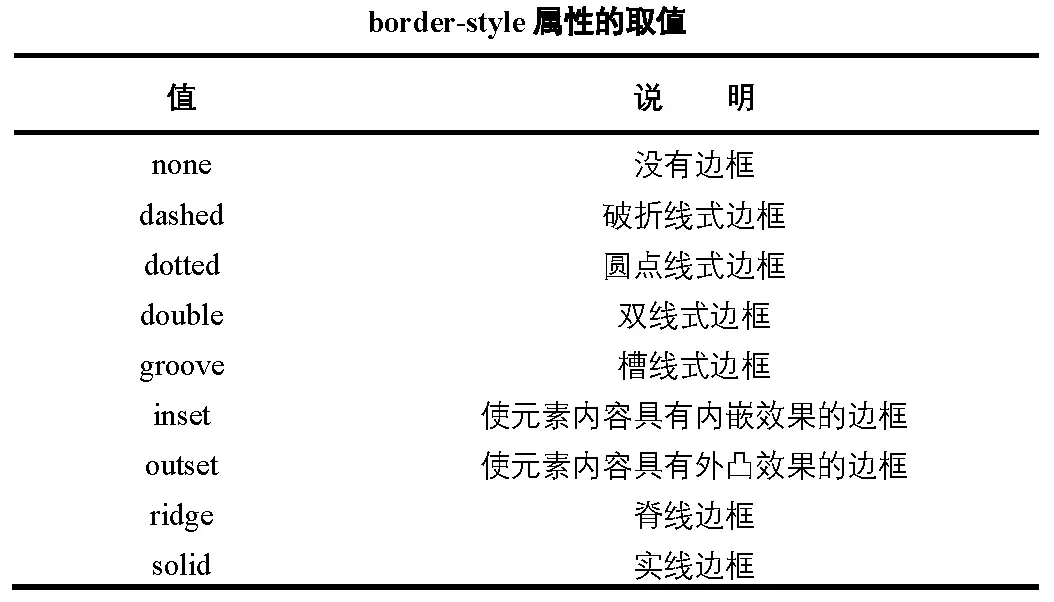 border-style 属性的取值
值 说 明
none 没有边框
dashed 破折线式边框
dotted 圆点线式边框
double 双线式边框
groove 槽线式边框
inset 使元素内容具有内嵌效果的边框
outset 使元素内容具有外凸效果的边框
ridge 脊线边框
solid 实线边框